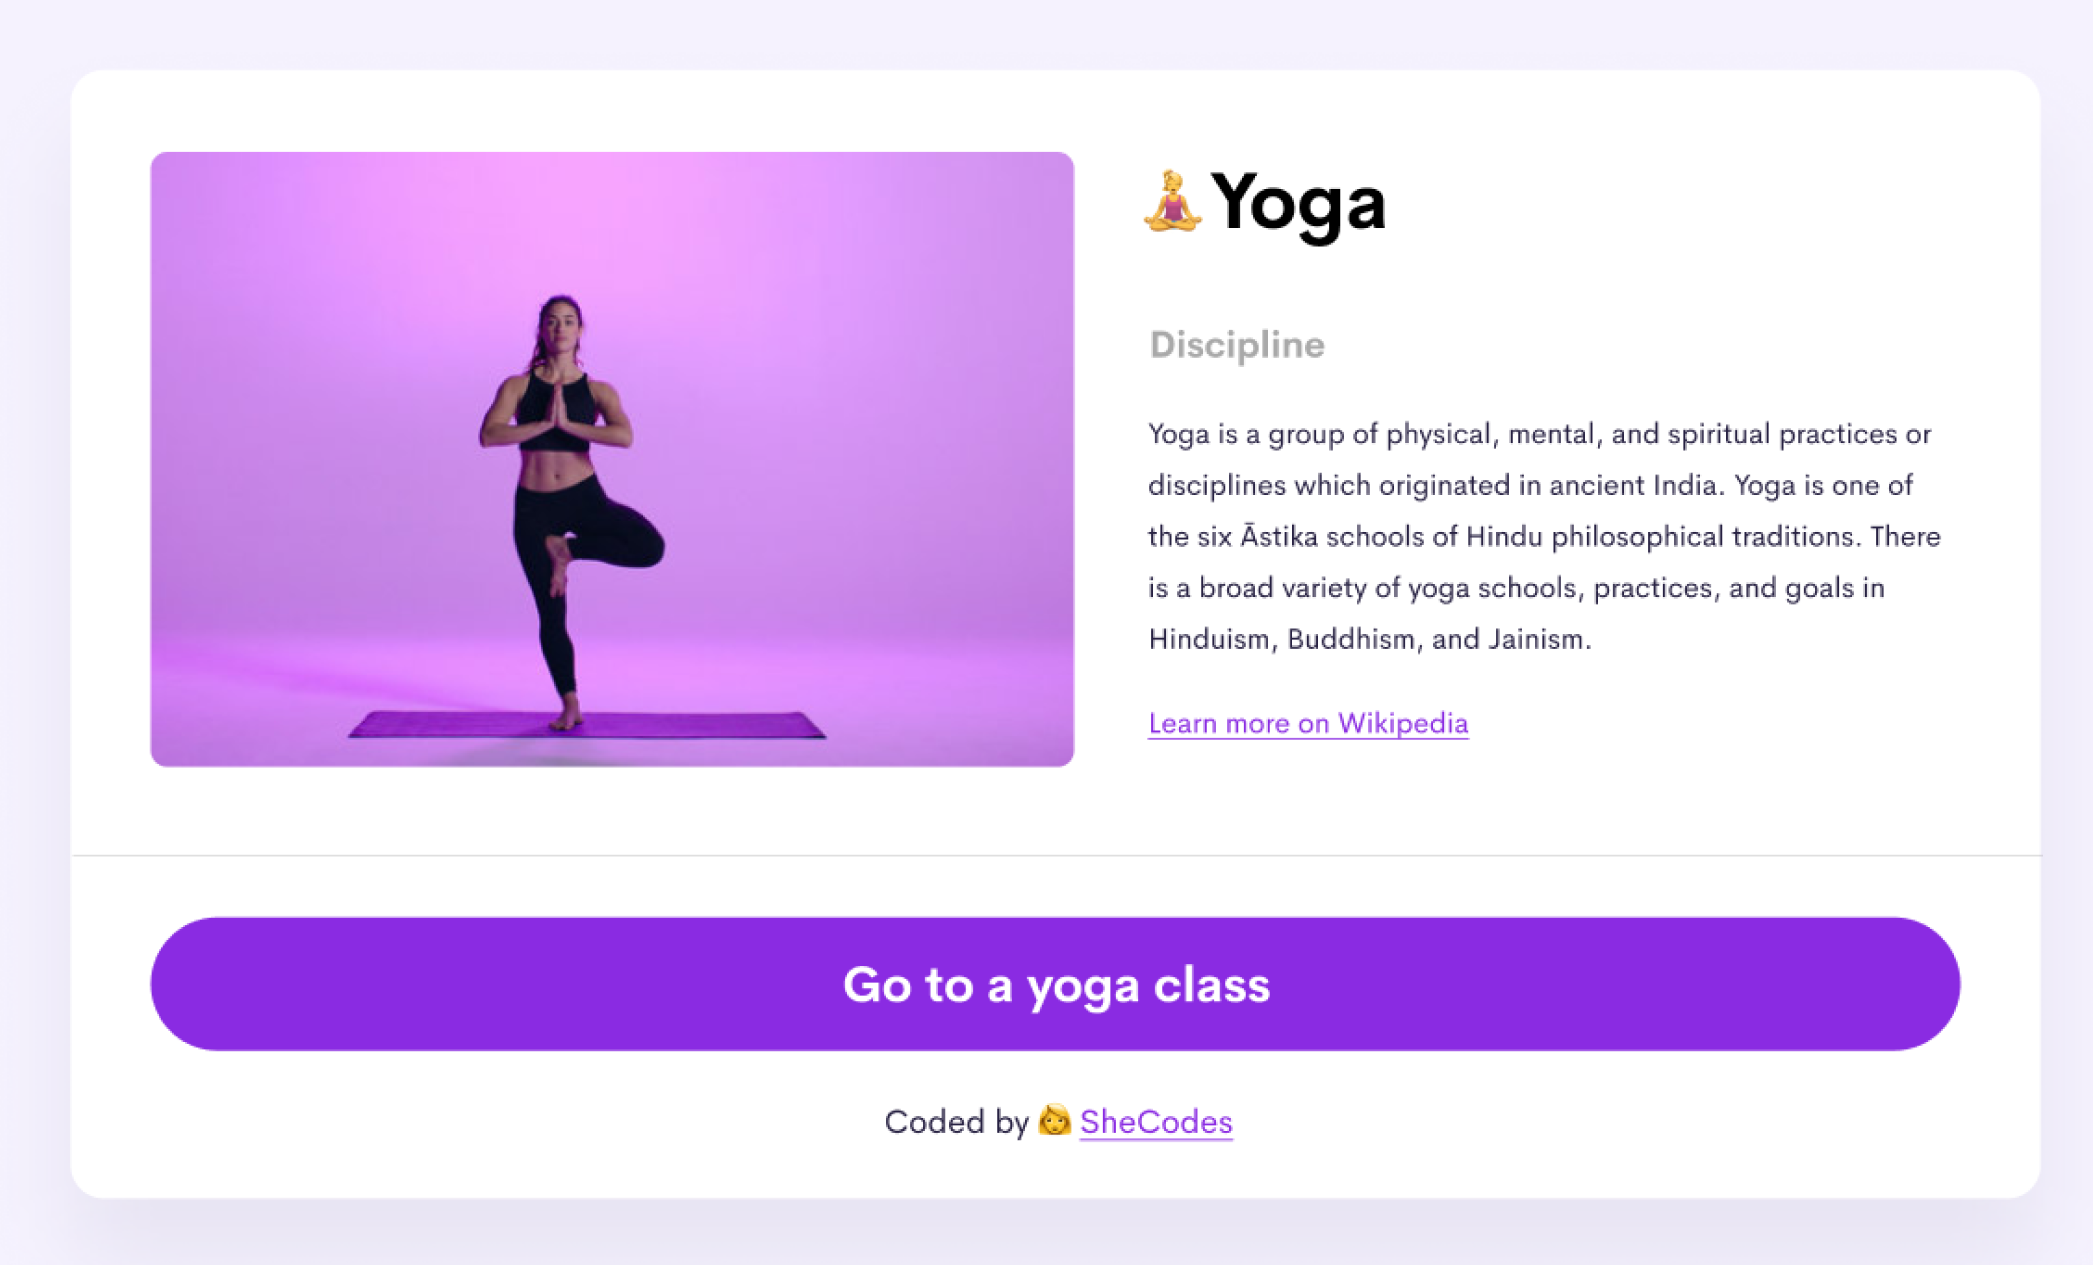 🧘‍♀️Yoga
Discipline
Yoga is a group of physical, mental, and spiritual practices or
disciplines which originated in ancient India. Yoga is one of
the six Āstika schools of Hindu philosophical traditions. There
is a broad variety of yoga schools, practices, and goals in
Hinduism, Buddhism, and Jainism.
Learn more on Wikipedia
Go to a yoga class
Coded by 👩 SheCodes